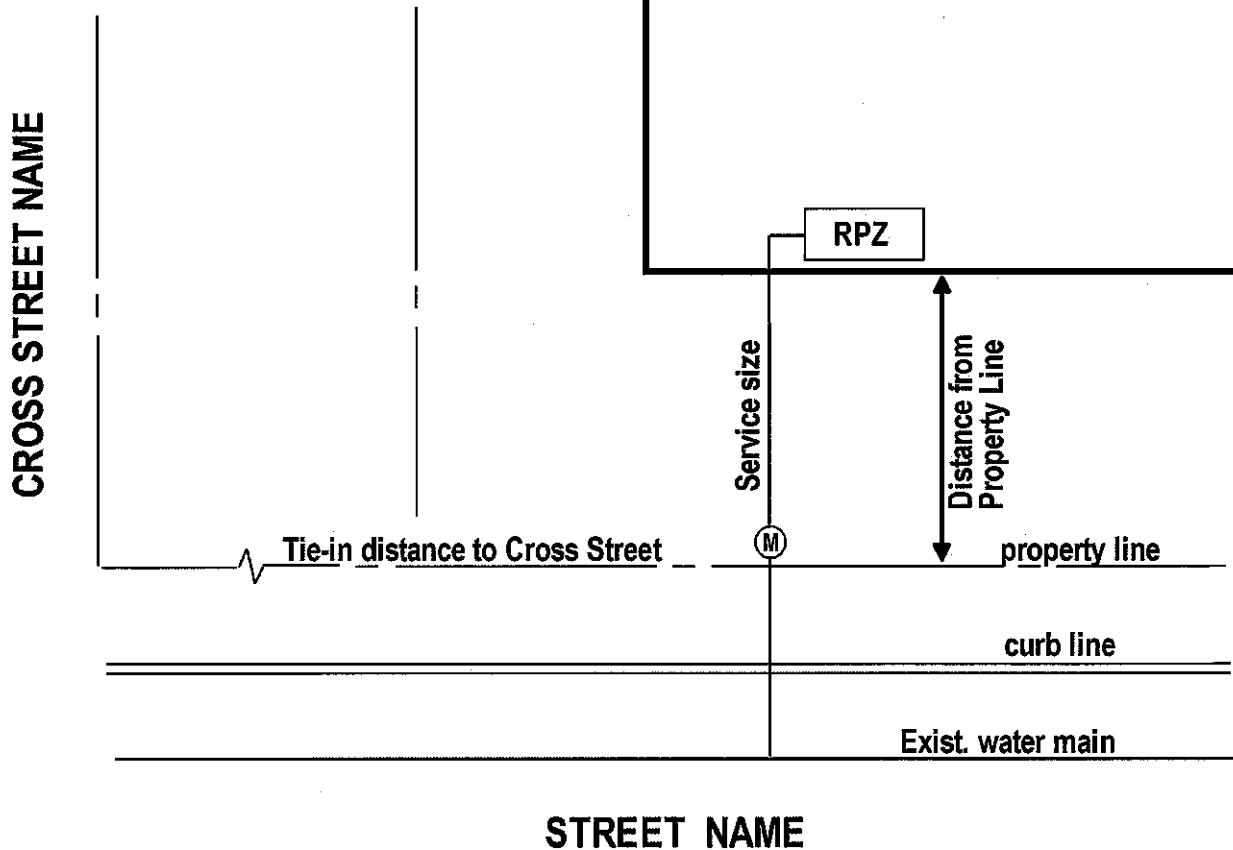 CROSS STREET NAME
RPZ
Service size
Distance from
Property Line
Tie-in distance to Cross Street
M
property line
curb line
Exist. water main
STREET NAME